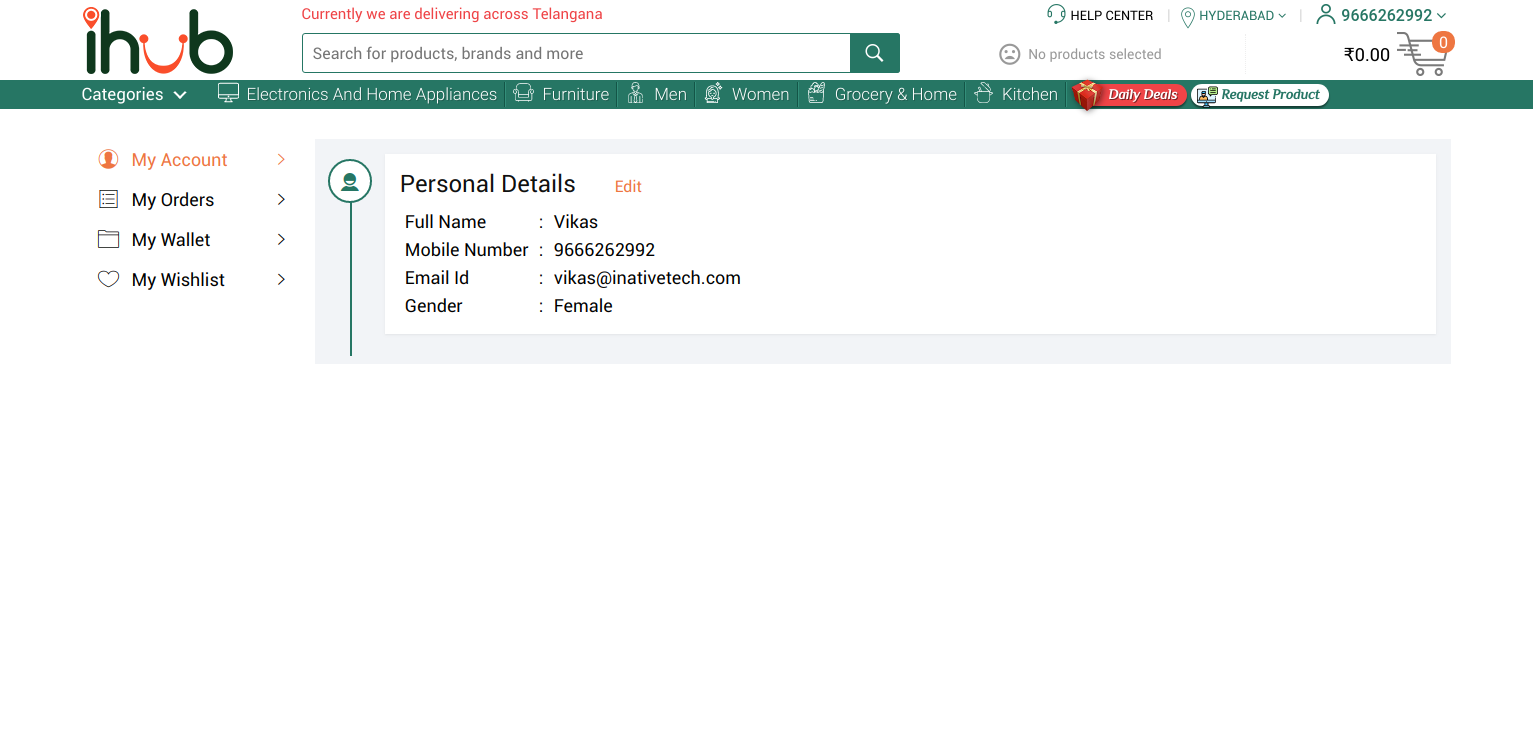 ihub
Currently we are delivering across Telangana
HELP CENTER | HYDERABAD | 9666262992
Search for products, brands and more
No products selected
₹0.00 0
Categories Electronics And Home Appliances Furniture Men Women Grocery & Home Kitchen Daily Deals Request Product
My Account
My Orders
My Wallet
My Wishlist
Personal Details Edit
Full Name : Vikas
Mobile Number : 9666262992
Email Id : vikas@inativetech.com
Gender : Female